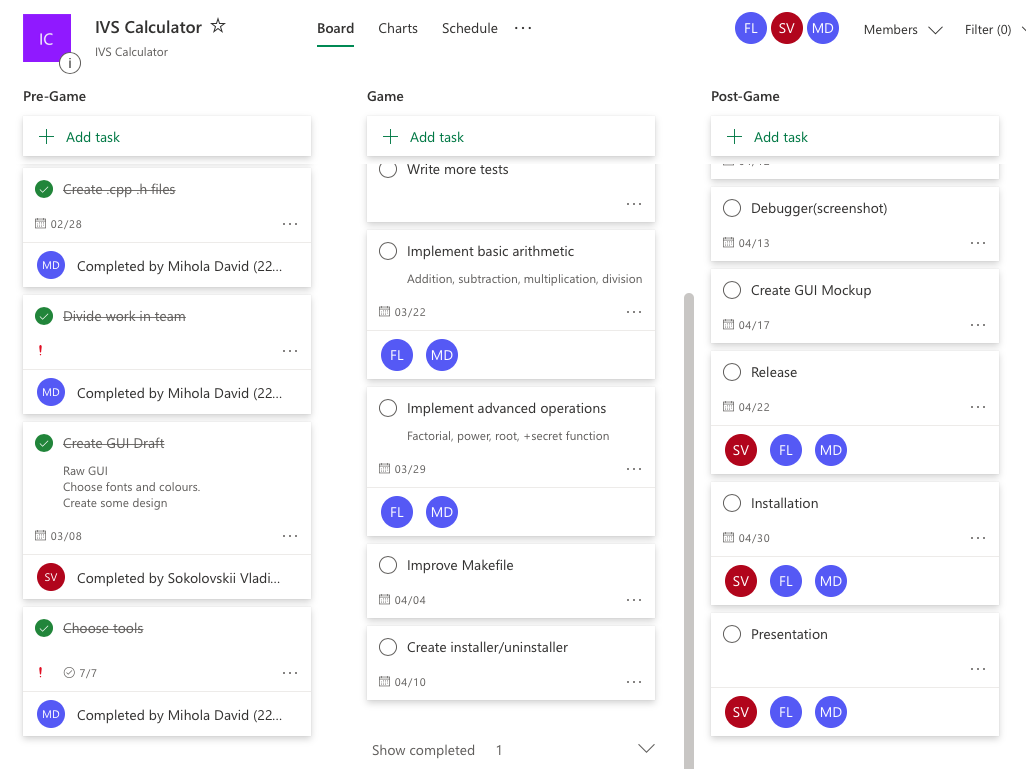 IC
IVS Calculator
IVS Calculator
i
Board
Charts
Schedule
FL
SV
MD
Members
Filter (0)
Pre-Game
Add task
Create .cpp .h files
02/28
MD
Completed by Mihola David (22...
Divide work in team
!
MD
Completed by Mihola David (22...
Create GUI Draft
Raw GUI
Choose fonts and colours.
Create some design
03/08
SV
Completed by Sokolovskii Vladi...
Choose tools
! 7/7
MD
Completed by Mihola David (22...
Game
Add task
Write more tests
Implement basic arithmetic
Addition, subtraction, multiplication, division
03/22
FL MD
Implement advanced operations
Factorial, power, root, +secret function
03/29
FL MD
Improve Makefile
04/04
Create installer/uninstaller
04/10
Show completed 1
Post-Game
Add task
Debugger(screenshot)
04/13
Create GUI Mockup
04/17
Release
04/22
SV FL MD
Installation
04/30
SV FL MD
Presentation
SV FL MD